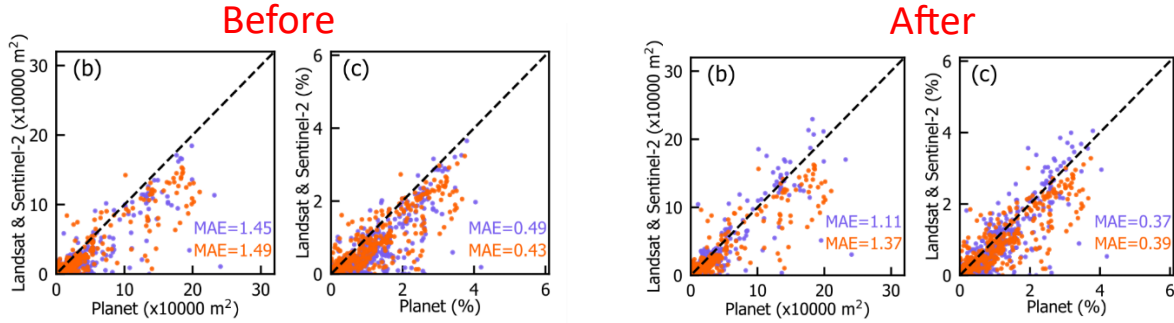 Before
After
(b)
Landsat & Sentinel-2 (x10000 m²)
30
20
10
0
MAE=1.45
MAE=1.49
0
10
20
30
Planet (x10000 m²)
(c)
Landsat & Sentinel-2 (%)
6
4
2
0
MAE=0.49
MAE=0.43
0
2
4
6
Planet (%)
(b)
Landsat & Sentinel-2 (x10000 m²)
30
20
10
0
MAE=1.11
MAE=1.37
0
10
20
30
Planet (x10000 m²)
(c)
Landsat & Sentinel-2 (%)
6
4
2
0
MAE=0.37
MAE=0.39
0
2
4
6
Planet (%)